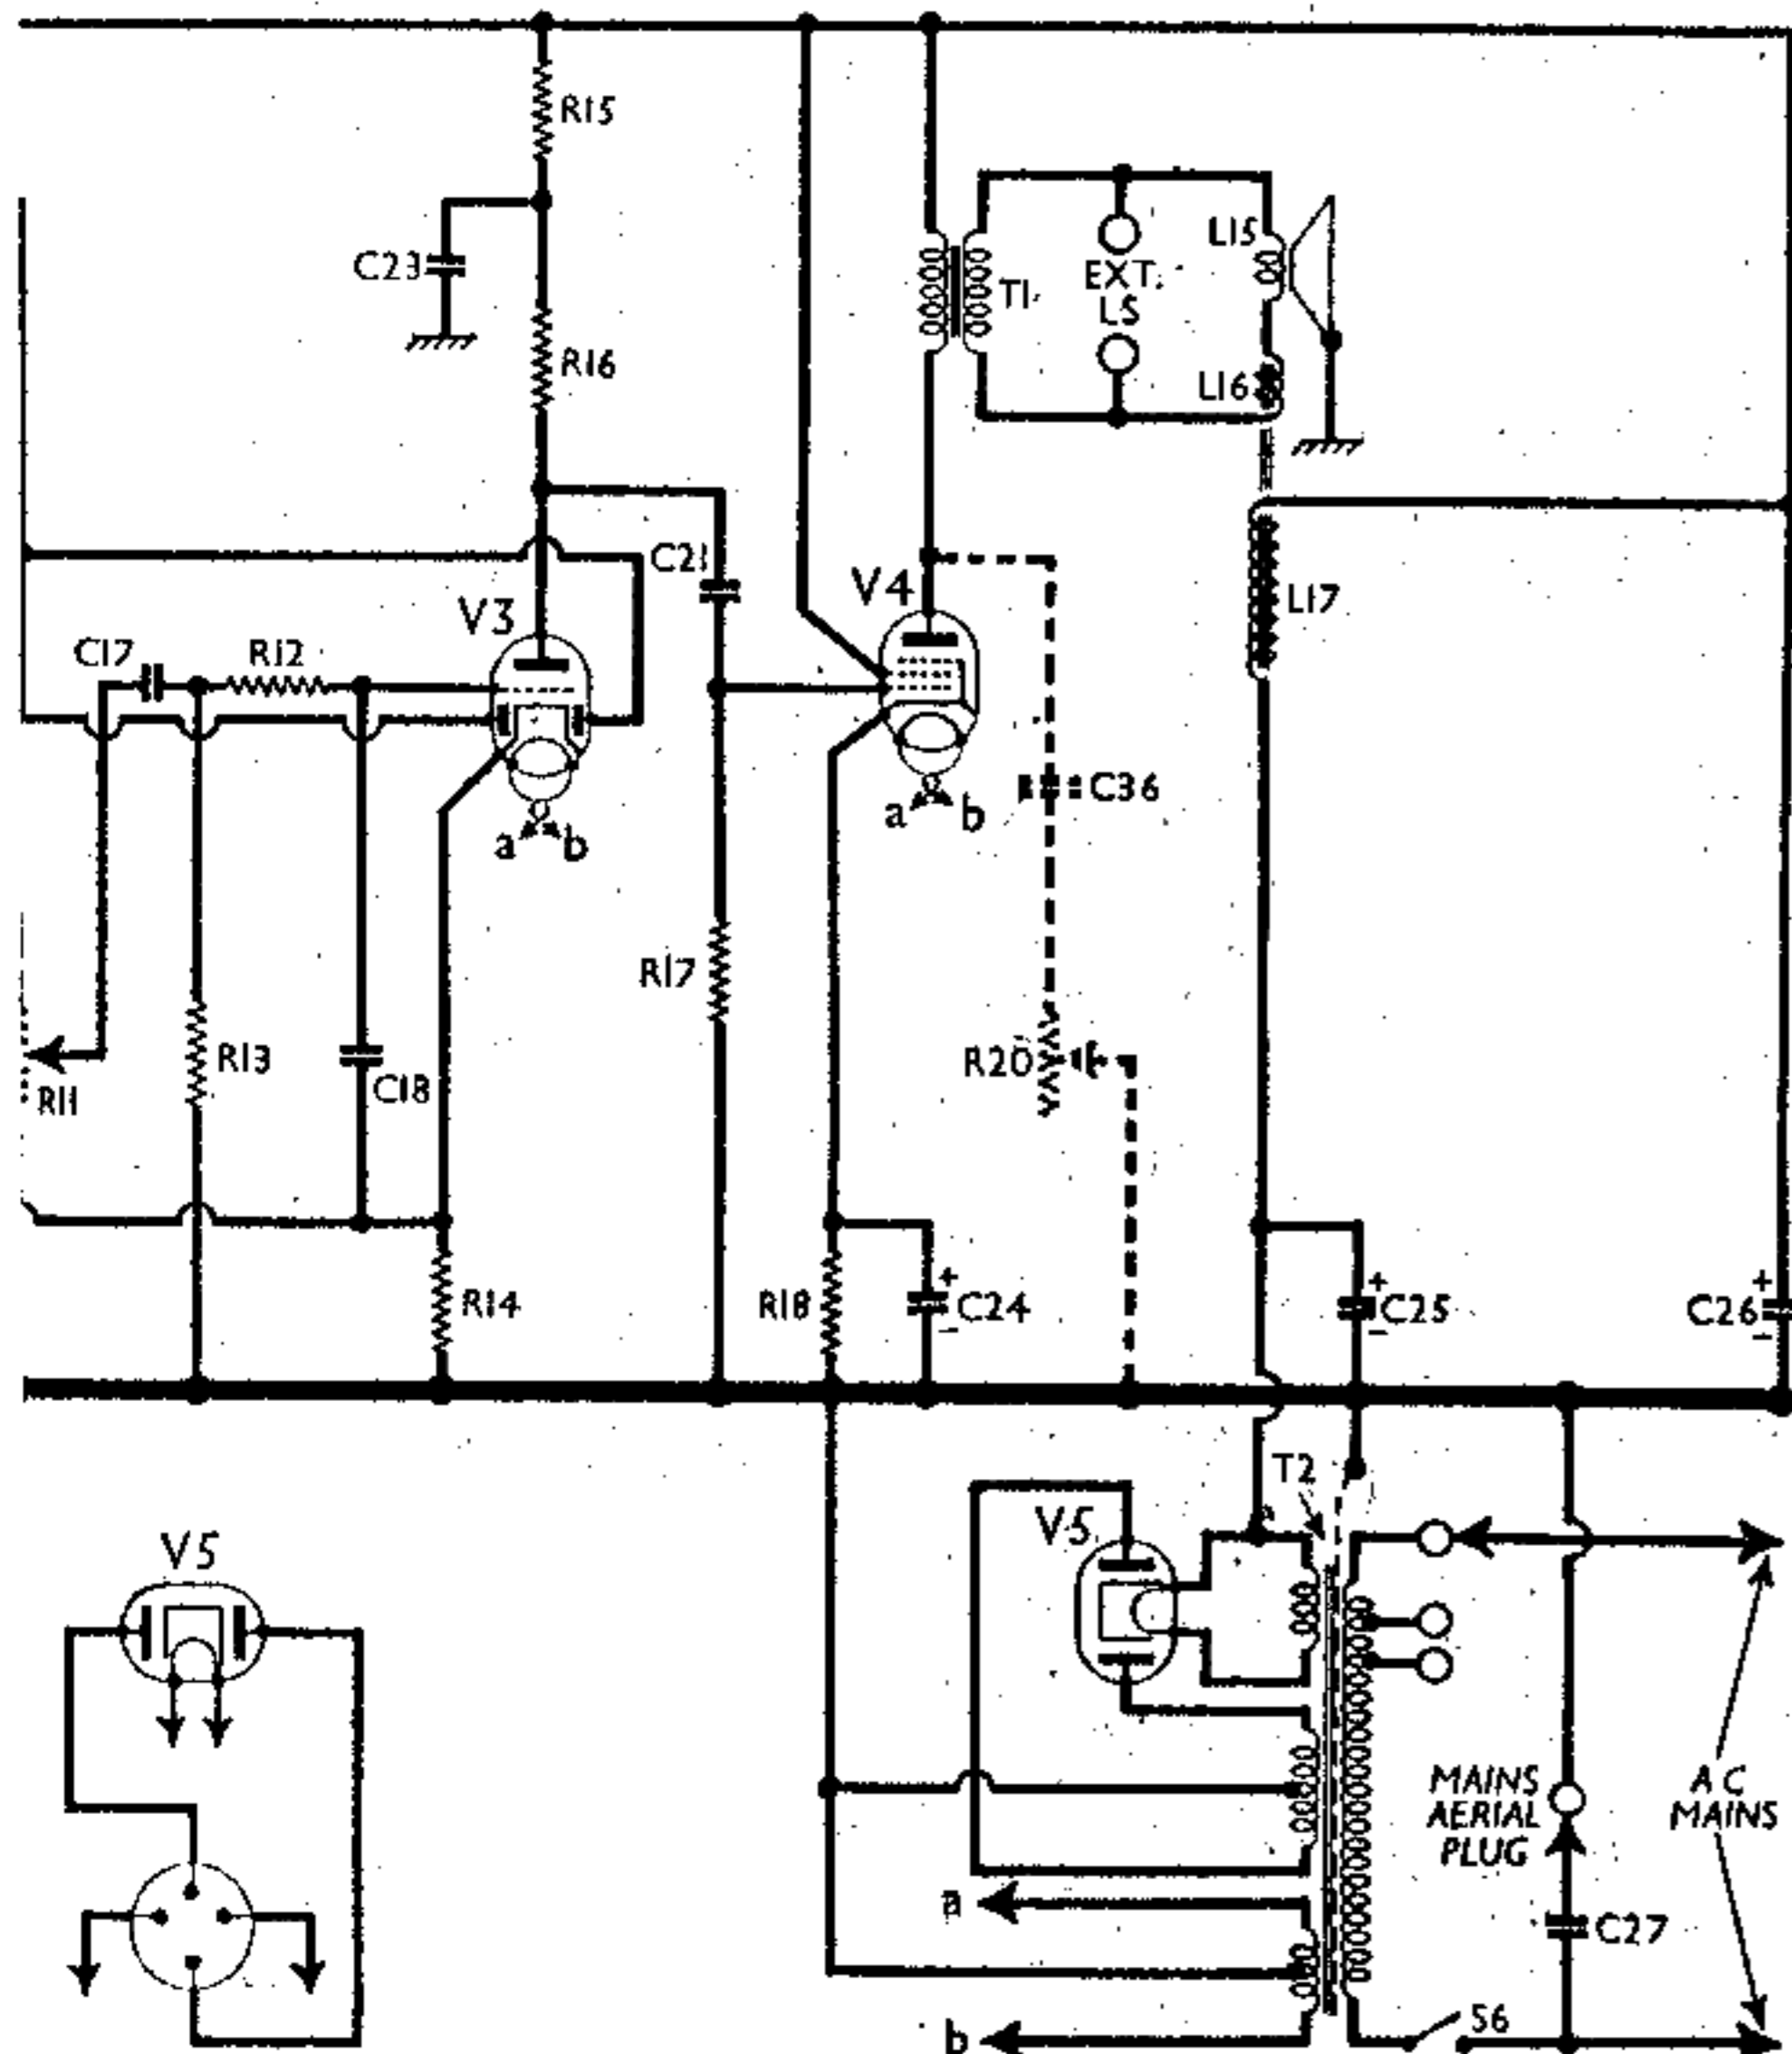 R15
C23
R16
T1
EXT.
LS
L15
L16
C21
V3
V4
L17
C17
R12
C36
a b
a b
R17
R13
C18
R11
R20
R14
R18
+
C24
-
+
C25
-
+
C26
-
T2
V5
V5
MAINS
AERIAL
PLUG
A C
MAINS
a
C27
b
S6